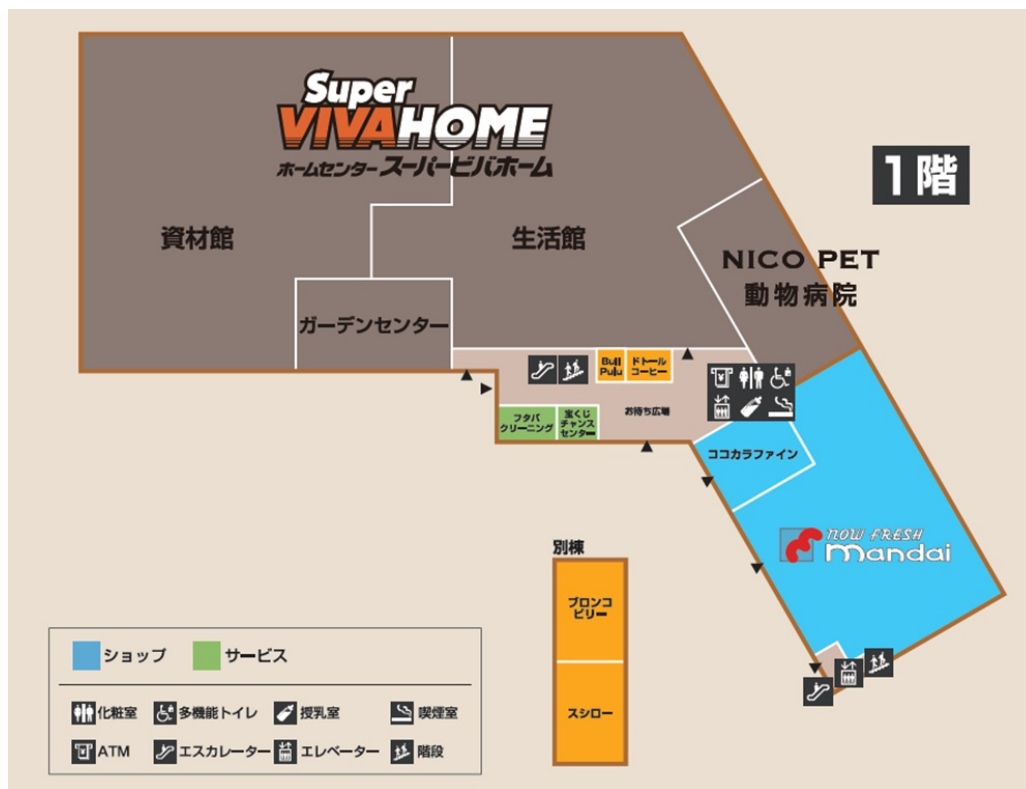 Super
VIVAHOME
ホームセンター スーパービバホーム
1階
資材館
生活館
NICO PET
動物病院
ガーデンセンター
Bull
Pulu
ドトール
コーヒー
フタバ
クリーニング
宝くじ
チャンス
センター
お待ち広場
ココカラファイン
NOW FRESH
mandai
別棟
ブロンコ
ビリー
スシロー
ショップ
サービス
化粧室
多機能トイレ
授乳室
喫煙室
ATM
エスカレーター
エレベーター
階段